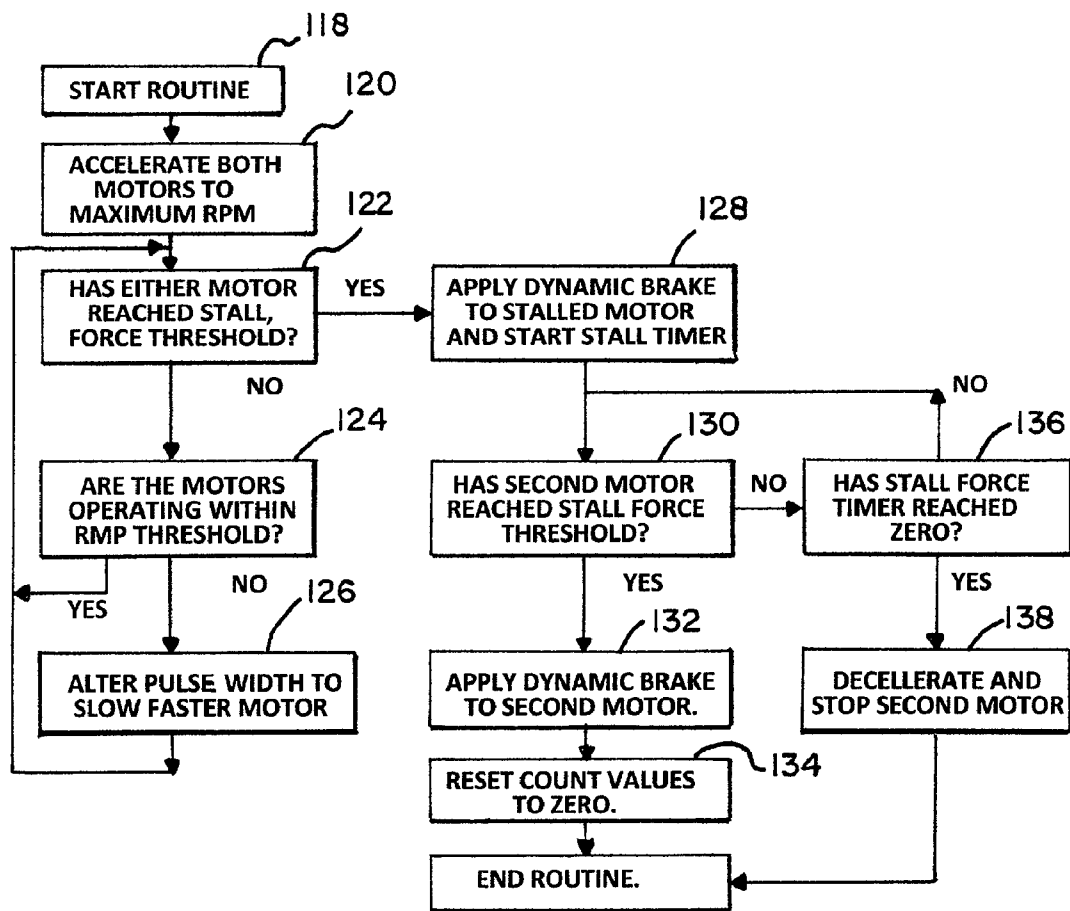 118
START ROUTINE
120
ACCELERATE BOTH
MOTORS TO
MAXIMUM RPM
122
HAS EITHER MOTOR
REACHED STALL,
FORCE THRESHOLD?
YES
NO
124
ARE THE MOTORS
OPERATING WITHIN
RMP THRESHOLD?
YES
NO
126
ALTER PULSE WIDTH TO
SLOW FASTER MOTOR
128
APPLY DYNAMIC BRAKE
TO STALLED MOTOR
AND START STALL TIMER
130
HAS SECOND MOTOR
REACHED STALL FORCE
THRESHOLD?
NO
YES
132
APPLY DYNAMIC BRAKE
TO SECOND MOTOR.
134
RESET COUNT VALUES
TO ZERO.
END ROUTINE.
NO
136
HAS STALL FORCE
TIMER REACHED
ZERO?
YES
138
DECELLERATE AND
STOP SECOND MOTOR